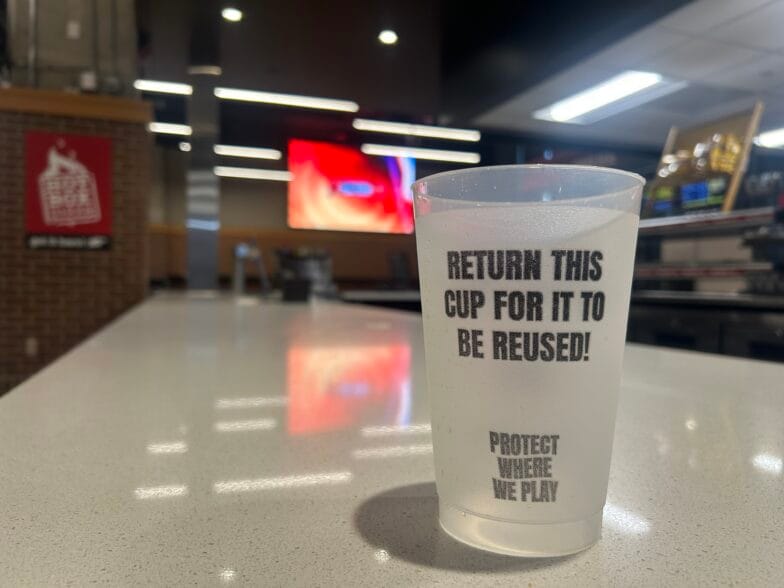 RETURN THIS
CUP FOR IT TO
BE REUSED!
PROTECT
WHERE
WE PLAY